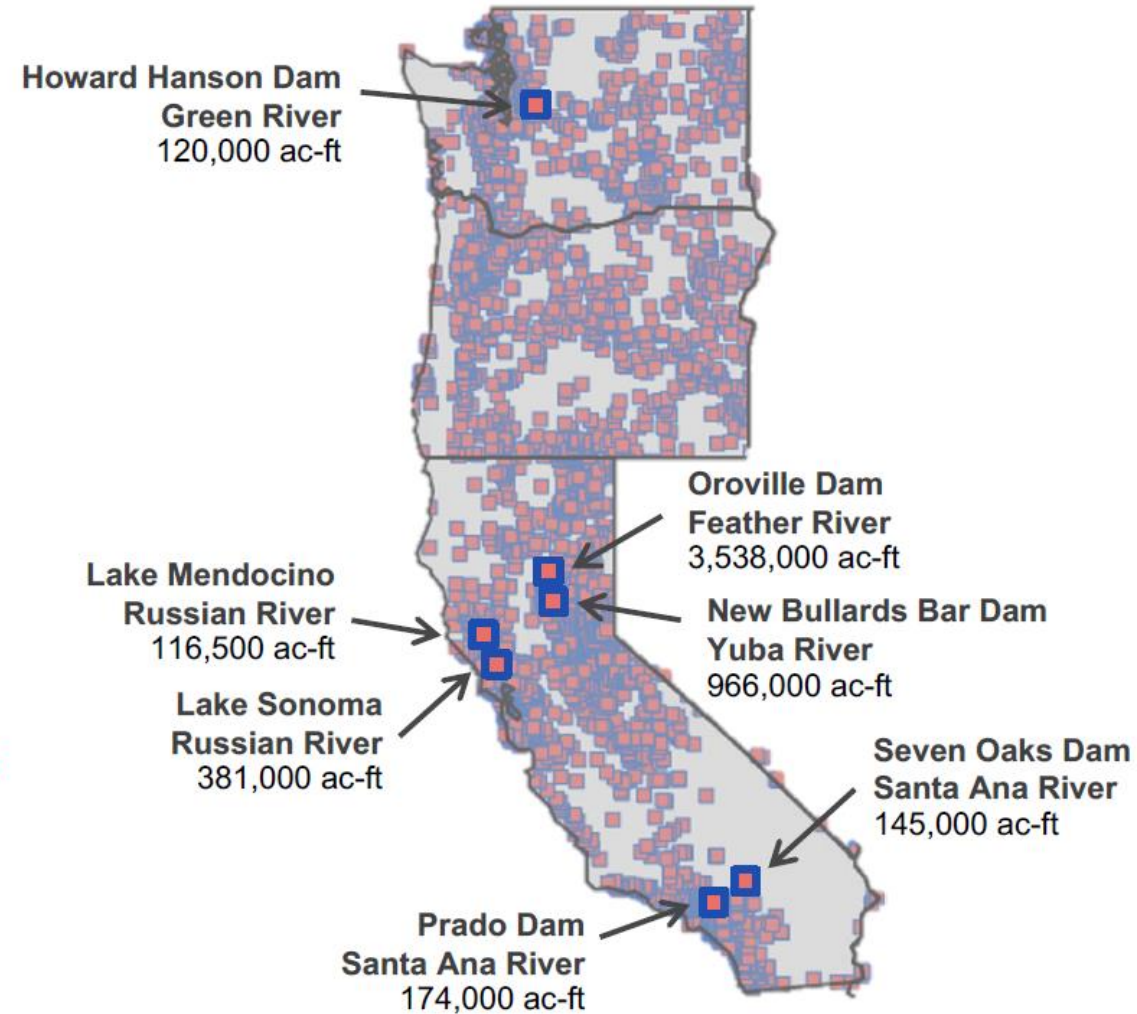 Howard Hanson Dam
Green River
120,000 ac-ft
Oroville Dam
Feather River
3,538,000 ac-ft
Lake Mendocino
Russian River
116,500 ac-ft
New Bullards Bar Dam
Yuba River
966,000 ac-ft
Lake Sonoma
Russian River
381,000 ac-ft
Seven Oaks Dam
Santa Ana River
145,000 ac-ft
Prado Dam
Santa Ana River
174,000 ac-ft